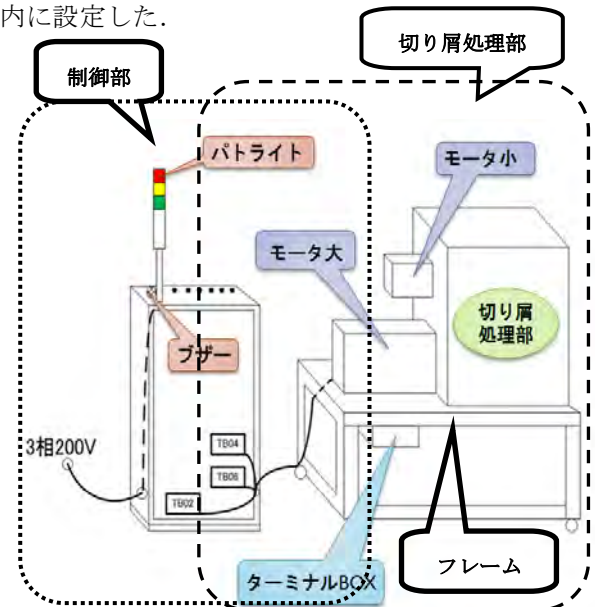 内に設定した.
切り屑処理部
制御部
パトライト
モータ小
モータ大
切り屑
処理部
ブザー
3相200V
TB04
TB06
TB02
フレーム
ターミナルBOX